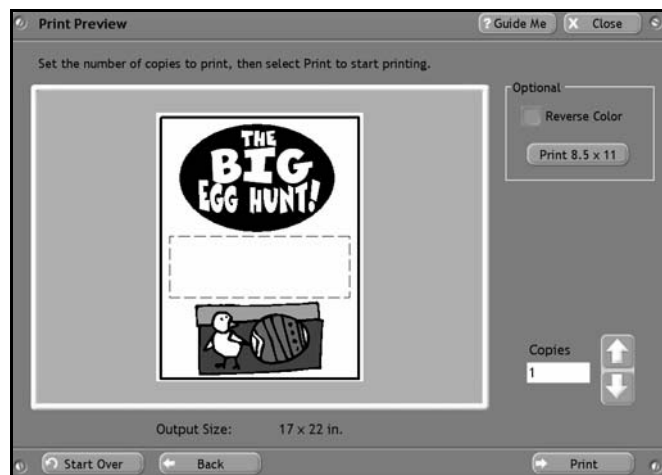 Print Preview
? Guide Me
X Close
Set the number of copies to print, then select Print to start printing.
THE
BIG
EGG HUNT!
Optional
Reverse Color
Print 8.5 x 11
Copies
1
Output Size: 17 x 22 in.
Start Over
Back
Print